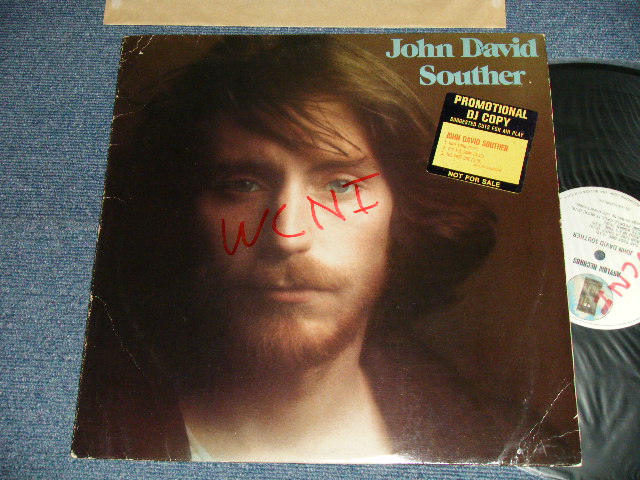 John David
Souther
PROMOTIONAL
DJ COPY
SUGGESTED CUTS FOR AIR PLAY
JOHN DAVID SOUTHER
NOT FOR SALE
WCNI
ASYLUM RECORDS
JOHN DAVID SOUTHER
WCNI